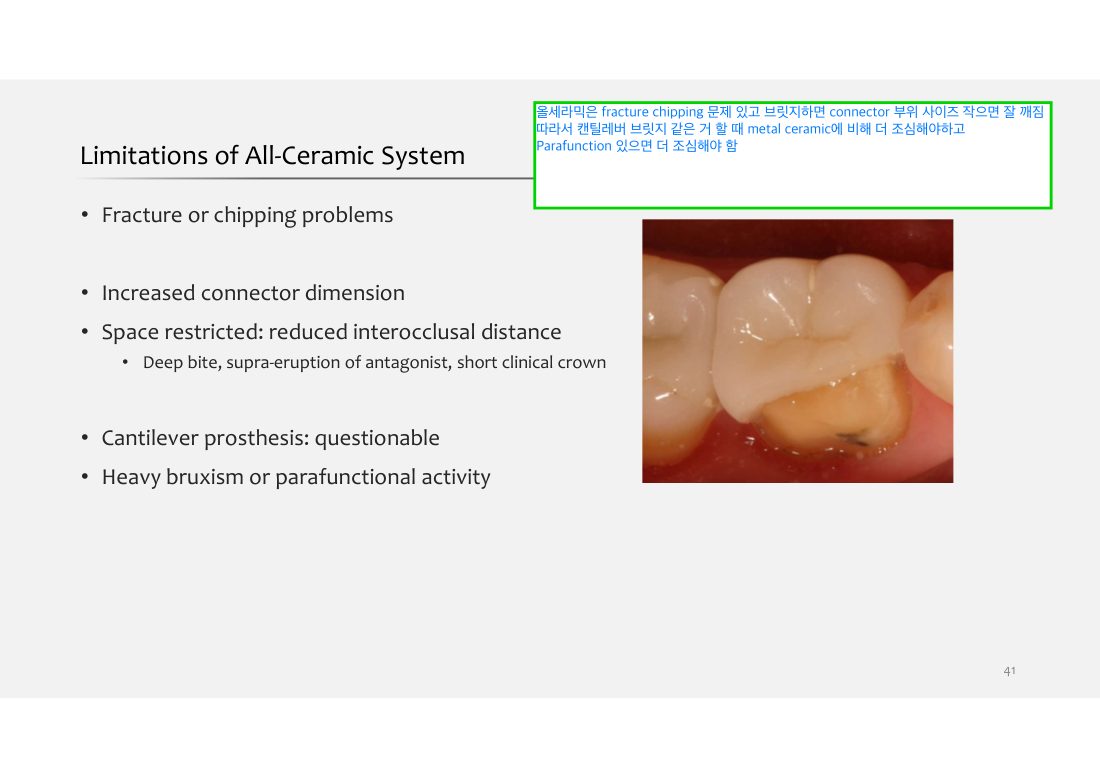 올세라믹은 fracture chipping 문제 있고 브릿지하면 connector 부위 사이즈 작으면 잘 깨짐
따라서 캔틸레버 브릿지 같은 거 할 때 metal ceramic에 비해 더 조심해야하고
Parafunction 있으면 더 조심해야 함
Limitations of All-Ceramic System
• Fracture or chipping problems
• Increased connector dimension
• Space restricted: reduced interocclusal distance
• Deep bite, supra-eruption of antagonist, short clinical crown
• Cantilever prosthesis: questionable
• Heavy bruxism or parafunctional activity
41